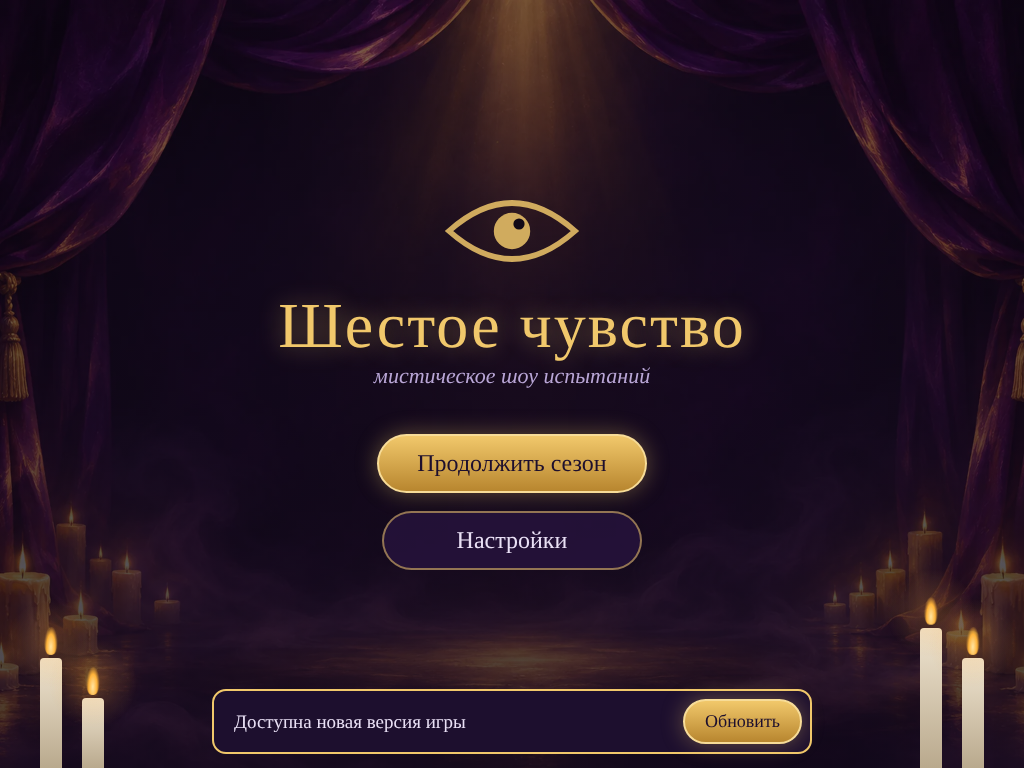 Шестое чувство
мистическое шоу испытаний
Продолжить сезон
Настройки
Доступна новая версия игры
Обновить